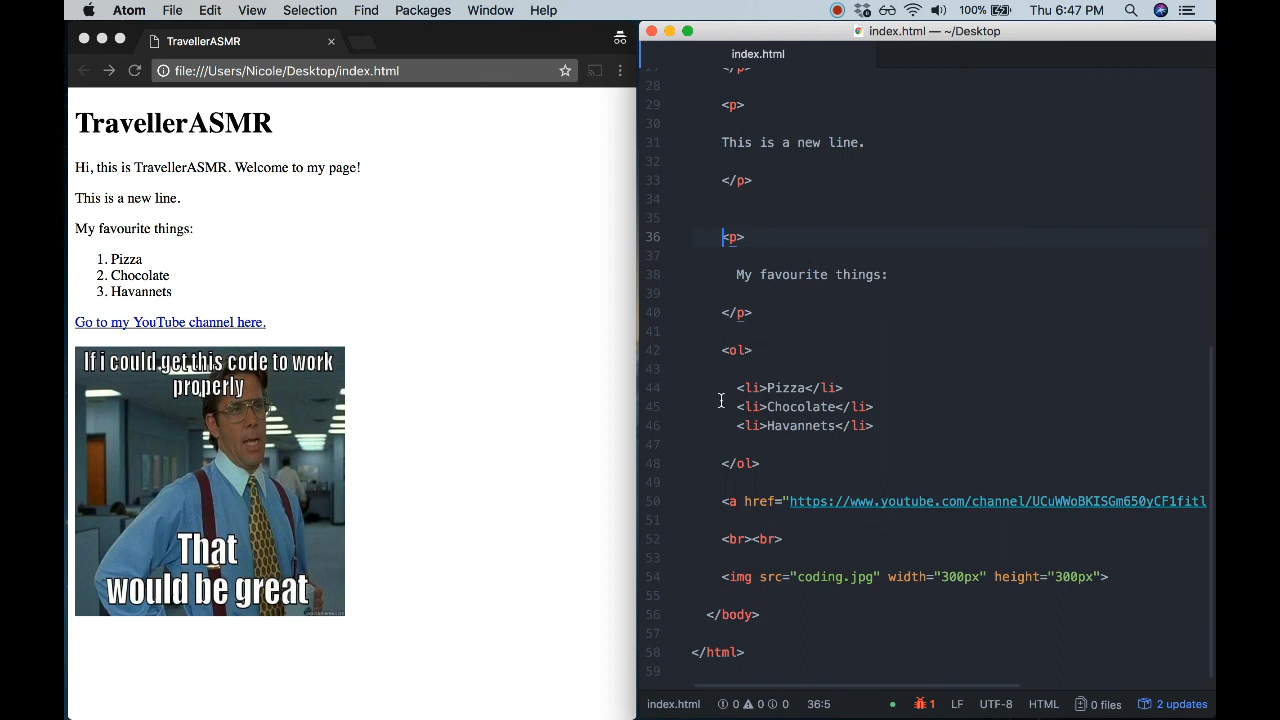 Atom File Edit View Selection Find Packages Window Help
100% Thu 6:47 PM
TravellerASMR
file:///Users/Nicole/Desktop/index.html
TravellerASMR
Hi, this is TravellerASMR. Welcome to my page!
This is a new line.
My favourite things:
1. Pizza
2. Chocolate
3. Havannets
Go to my YouTube channel here.
If i could get this code to work
properly
That
would be great
index.html — ~/Desktop
index.html
27 </p>
28
29 <p>
30
31 This is a new line.
32
33 </p>
34
35
36 <p>
37
38 My favourite things:
39
40 </p>
41
42 <ol>
43
44 <li>Pizza</li>
45 <li>Chocolate</li>
46 <li>Havannets</li>
47
48 </ol>
49
50 <a href="https://www.youtube.com/channel/UCuWWoBKISGm650yCF1fitl
51
52 <br><br>
53
54 <img src="coding.jpg" width="300px" height="300px">
55
56 </body>
57
58 </html>
59
index.html 0 0 0 36:5 1 LF UTF-8 HTML 0 files 2 updates